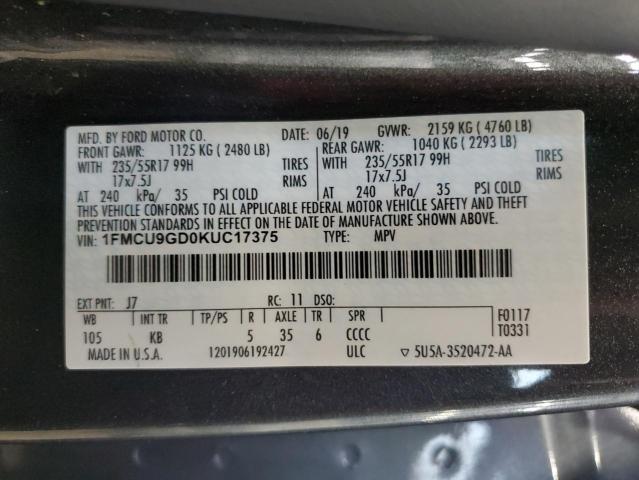 MFD. BY FORD MOTOR CO. DATE: 06/19 GVWR: 2159 KG (4760 LB)
FRONT GAWR: 1125 KG (2480 LB) REAR GAWR: 1040 KG (2293 LB)
WITH 235/55R17 99H TIRES WITH 235/55R17 99H TIRES
17x7.5J RIMS 17x7.5J RIMS
AT 240 kPa/ 35 PSI COLD AT 240 kPa/ 35 PSI COLD
THIS VEHICLE CONFORMS TO ALL APPLICABLE FEDERAL MOTOR VEHICLE SAFETY AND THEFT
PREVENTION STANDARDS IN EFFECT ON THE DATE OF MANUFACTURE SHOWN ABOVE.
VIN: 1FMCU9GD0KUC17375 TYPE: MPV
EXT PNT: J7 RC: 11 DSO: F0117
WB INT TR TP/PS R AXLE TR SPR T0331
105 KB 5 35 6 CCCC
MADE IN U.S.A. 1201906192427 ULC ▽ 5U5A-3520472-AA